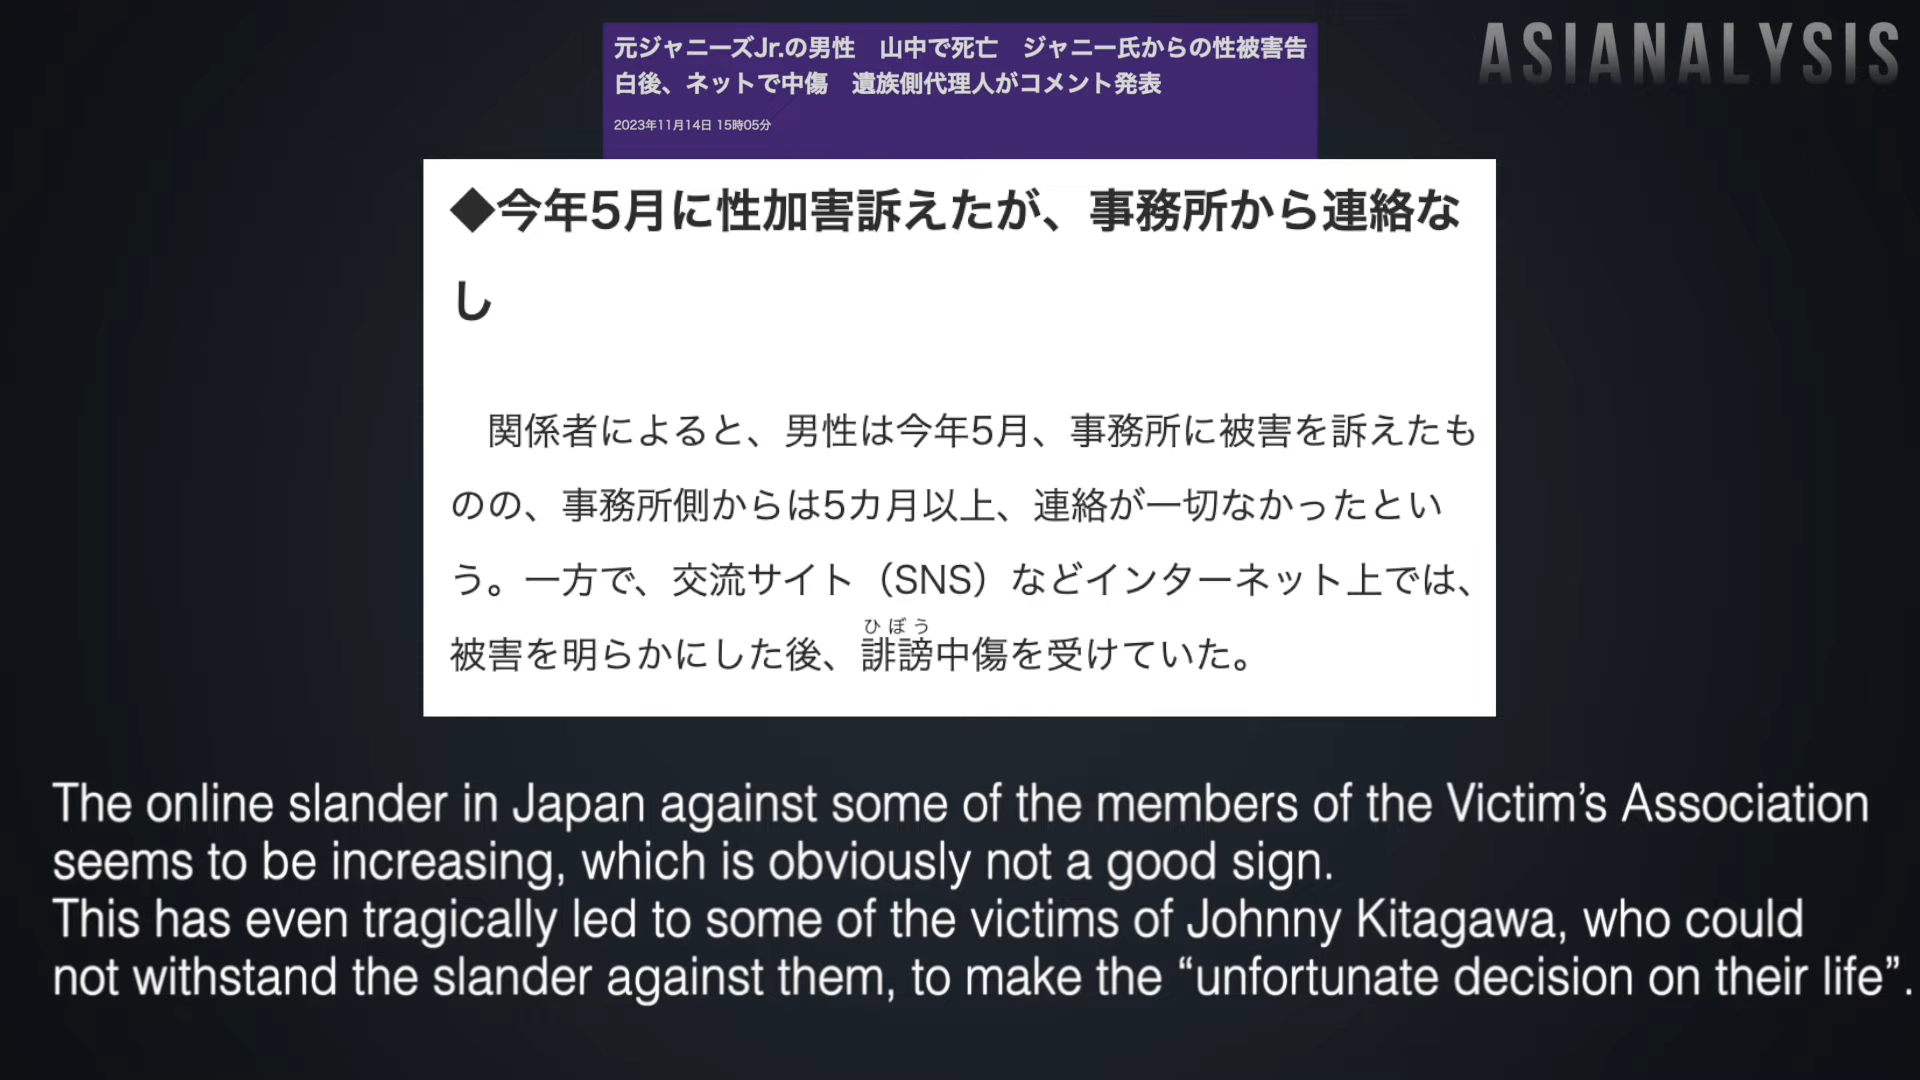 ASIANALYSIS
元ジャニーズJr.の男性　山中で死亡　ジャニー氏からの性被害告
白後、ネットで中傷　遺族側代理人がコメント発表
2023年11月14日 15時05分
◆今年5月に性加害訴えたが、事務所から連絡な
し
関係者によると、男性は今年5月、事務所に被害を訴えたも
のの、事務所側からは5カ月以上、連絡が一切なかったとい
う。一方で、交流サイト（SNS）などインターネット上では、
ひぼう
被害を明らかにした後、誹謗中傷を受けていた。
The online slander in Japan against some of the members of the Victim’s Association
seems to be increasing, which is obviously not a good sign.
This has even tragically led to some of the victims of Johnny Kitagawa, who could
not withstand the slander against them, to make the “unfortunate decision on their life”.